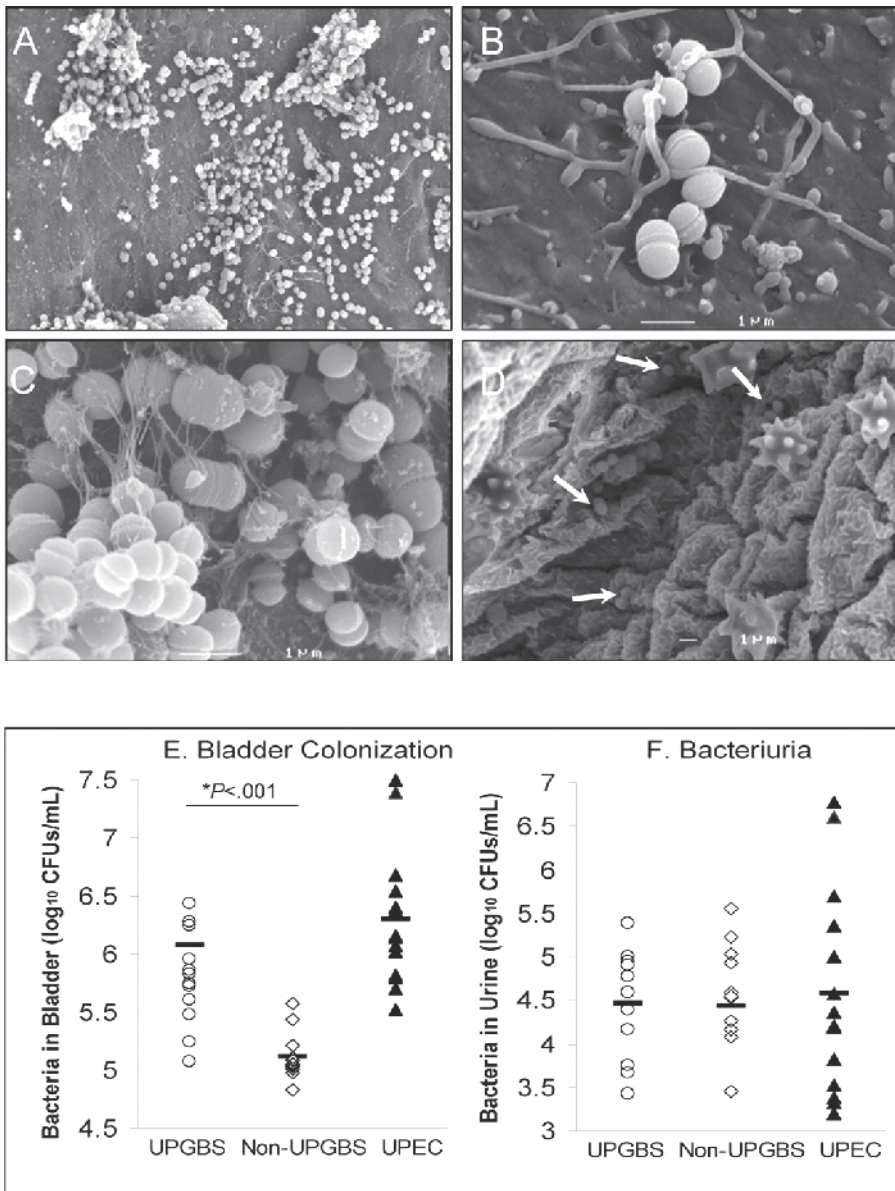 A
B
1 µm
C
1 µm
D
1 µm
E. Bladder Colonization
Bacteria in Bladder (log10 CFUs/mL)
7.5
7
6.5
6
5.5
5
4.5
*P<.001
UPGBS Non-UPGBS UPEC
F. Bacteriuria
Bacteria in Urine (log10 CFUs/mL)
7
6.5
6
5.5
5
4.5
4
3.5
3
UPGBS Non-UPGBS UPEC